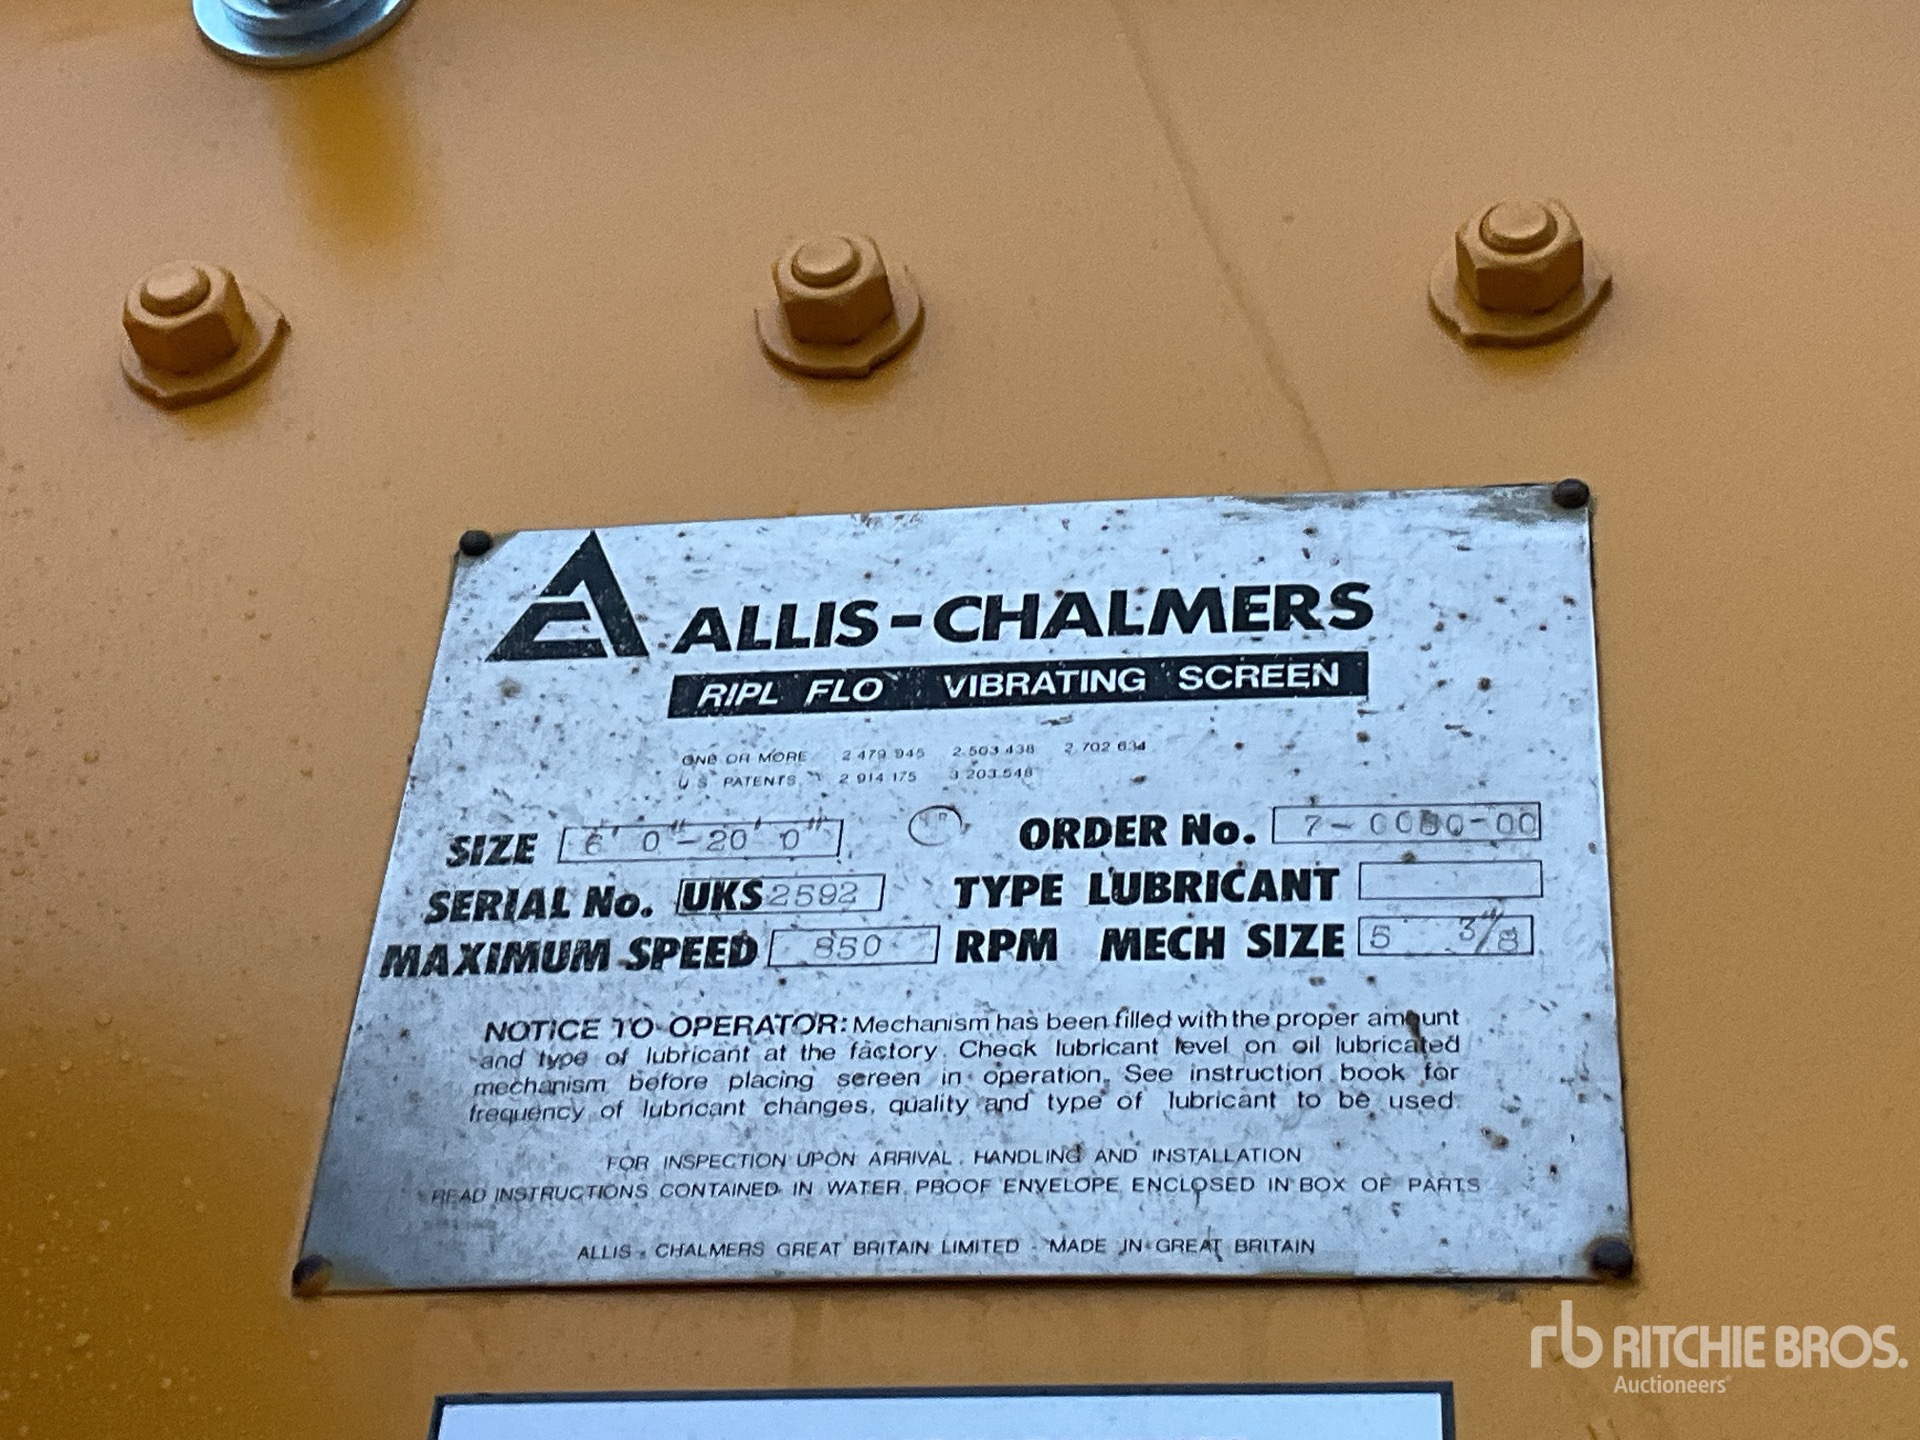 ALLIS-CHALMERS
RIPL FLO VIBRATING SCREEN
ONE OR MORE 2 479 945 2 503 438 2 702 634
U S PATENTS 2 914 175 3 203 548
SIZE 6' 0"-20' 0" ORDER No.
SERIAL No. UKS 2592 TYPE LUBRICANT
MAXIMUM SPEED 850 RPM MECH SIZE 5 3"/8
NOTICE TO OPERATOR: Mechanism has been filled with the proper amount
and type of lubricant at the factory. Check lubricant level on oil lubricated
mechanism before placing screen in operation. See instruction book for
frequency of lubricant changes, quality and type of lubricant to be used.
FOR INSPECTION UPON ARRIVAL, HANDLING AND INSTALLATION
READ INSTRUCTIONS CONTAINED IN WATER PROOF ENVELOPE ENCLOSED IN BOX OF PARTS
ALLIS - CHALMERS GREAT BRITAIN LIMITED - MADE IN GREAT BRITAIN
rb RITCHIE BROS.
Auctioneers